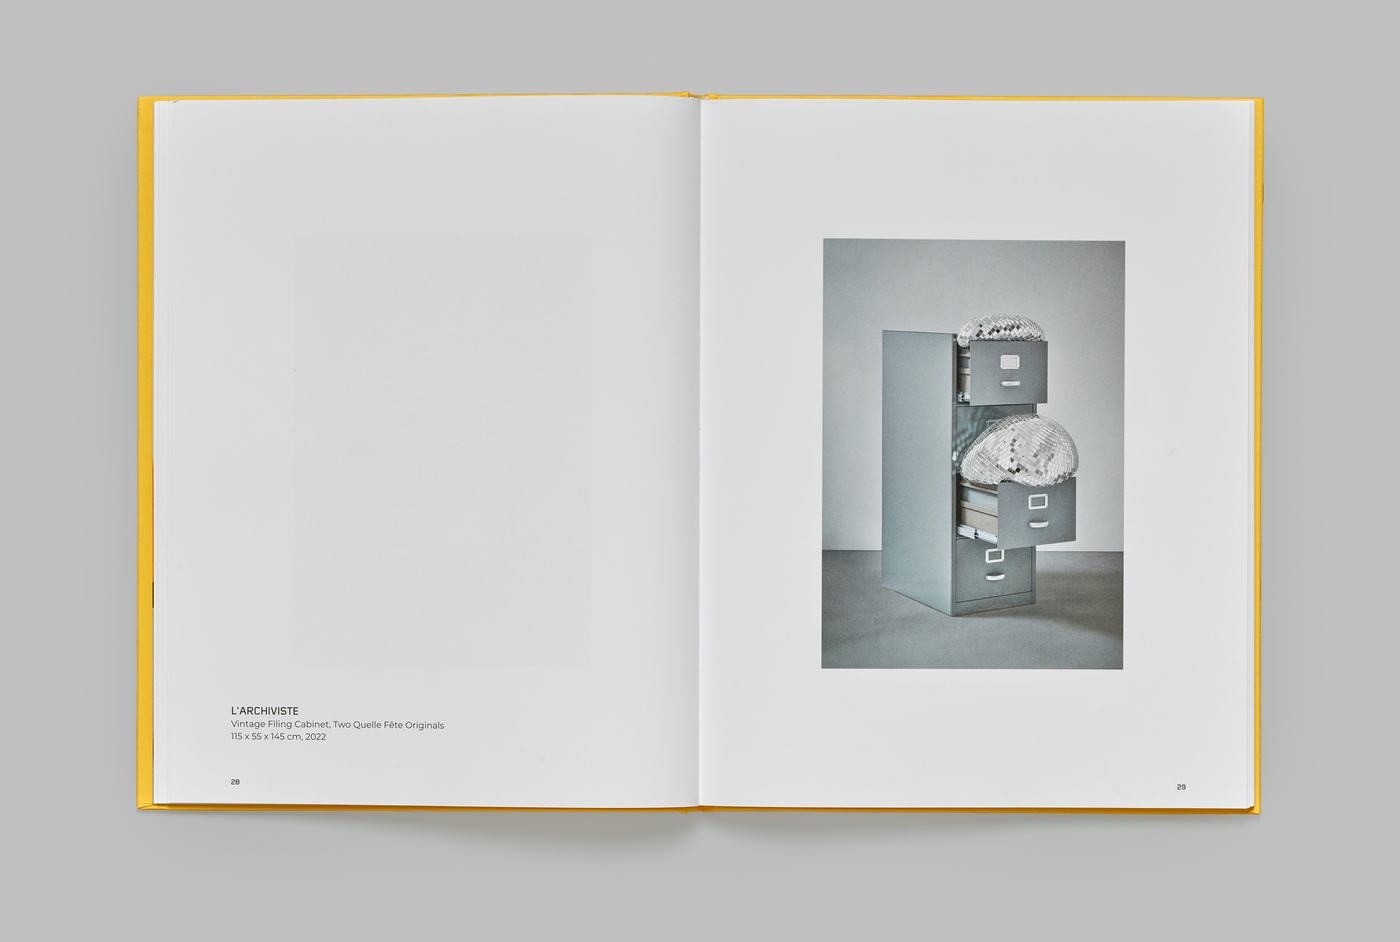 L'ARCHIVISTE
Vintage Filing Cabinet, Two Quelle Fête Originals
115 x 55 x 145 cm, 2022
28
29